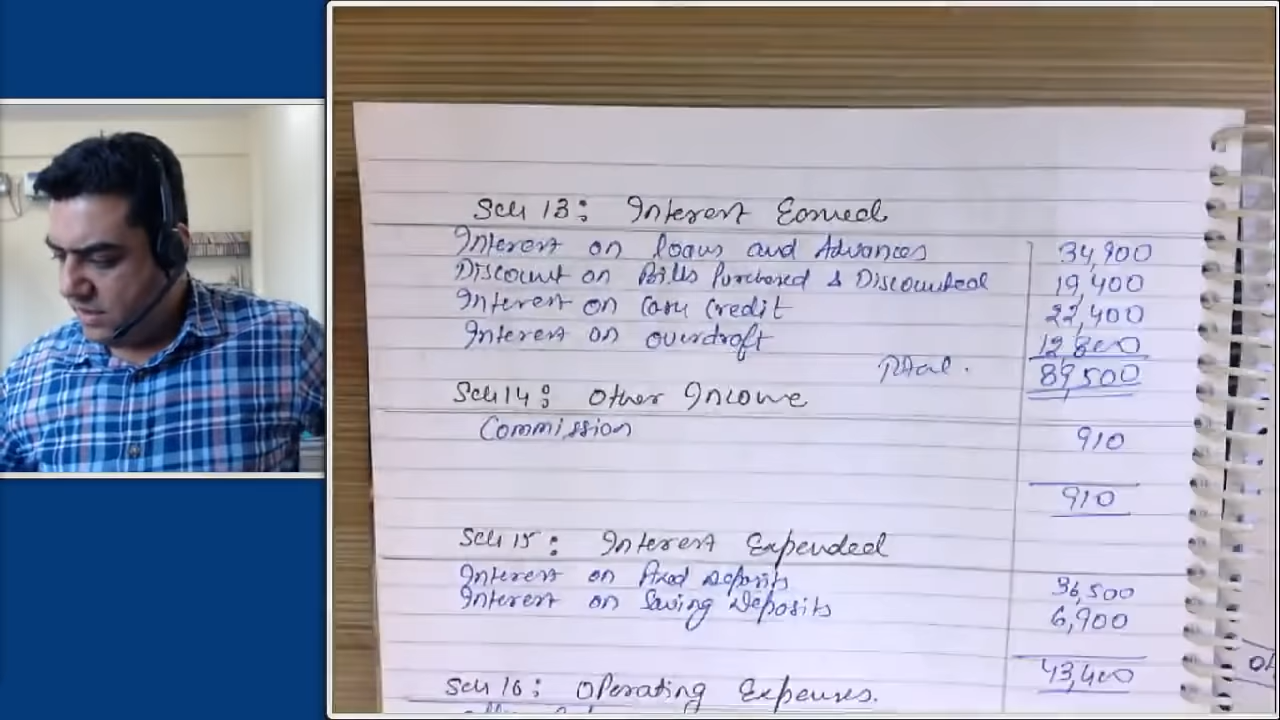 Sch 13: Interest Earned
Interest on loans and Advances 34,900
Discount on Bills Purchased & Discounted 19,400
Interest on Cash Credit 22,400
Interest on overdraft 12,800
Total. 89,500
Sch 14: Other Income
Commission 910
910
Sch 15: Interest Expended
Interest on Fixed Deposits 36,500
Interest on Saving Deposits 6,900
43,400
Sch 16: Operating Expenses.